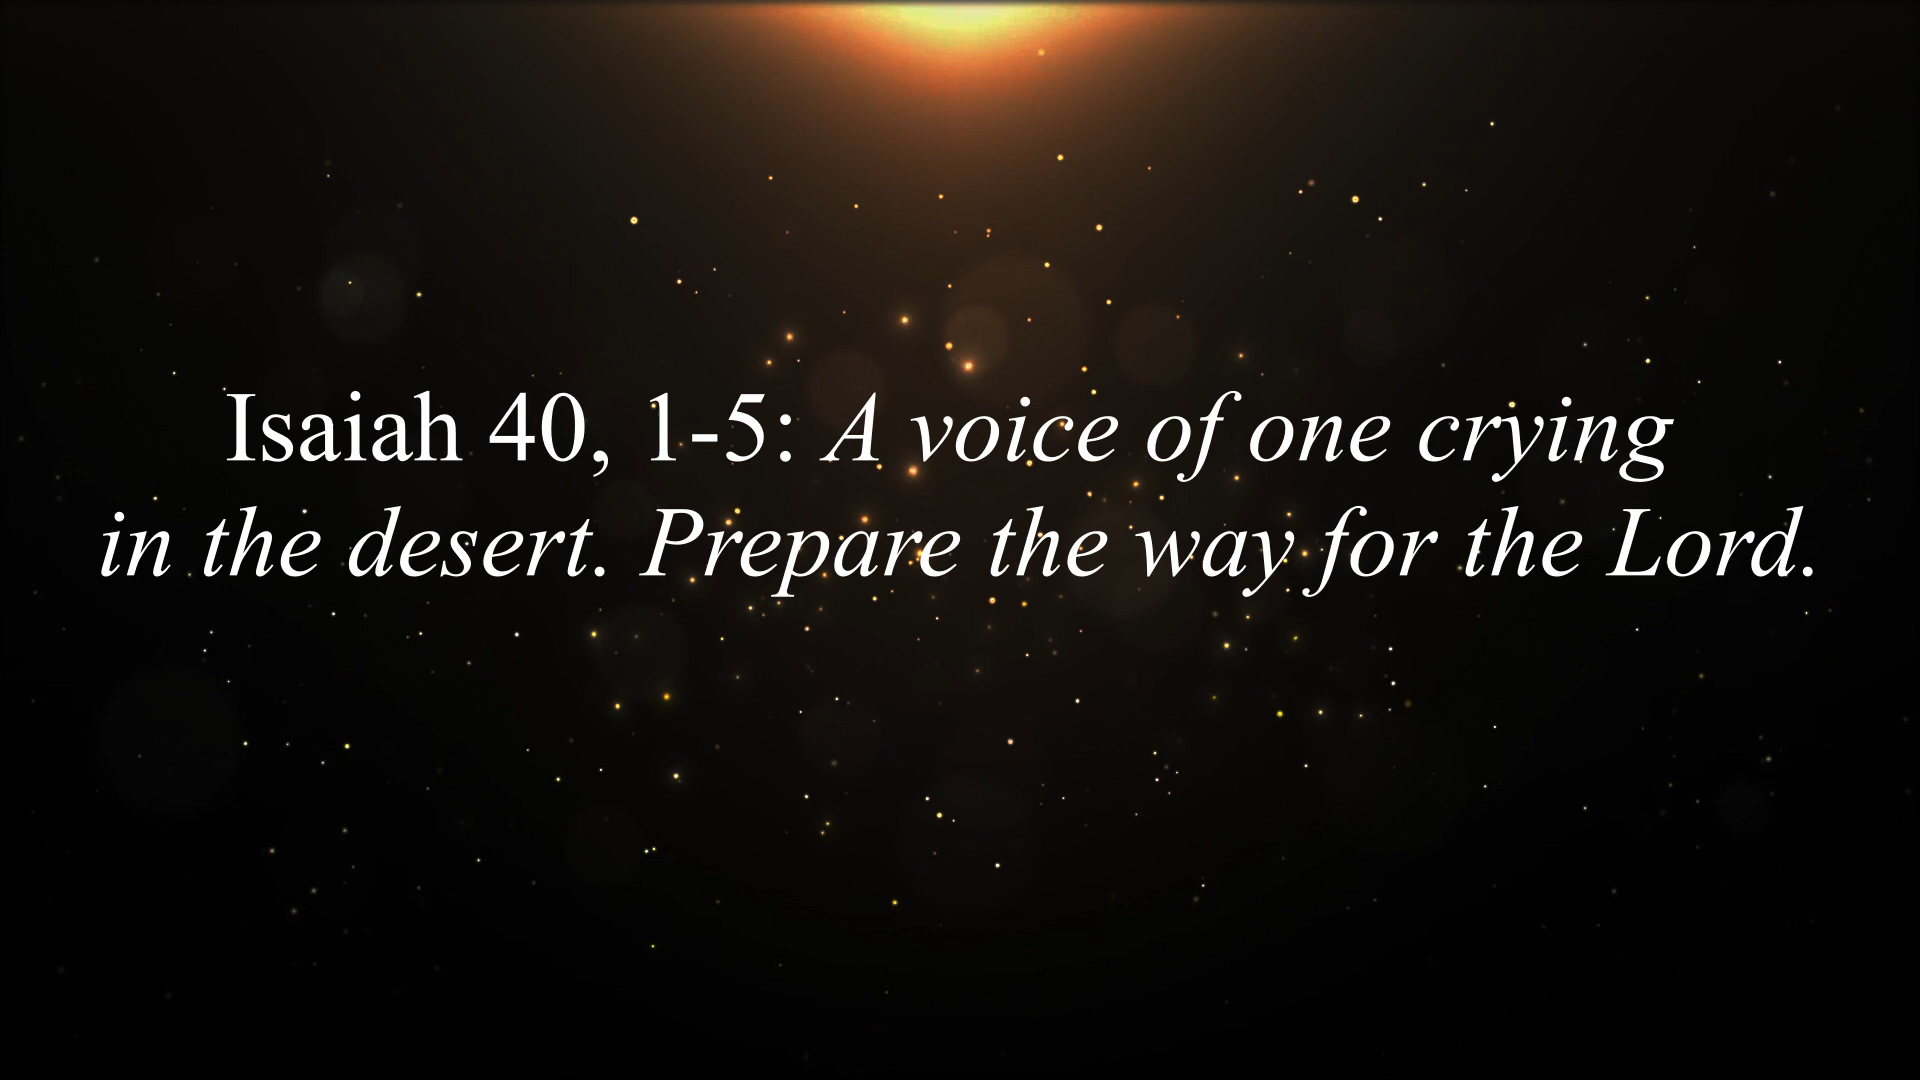 Isaiah 40, 1-5: A voice of one crying
in the desert. Prepare the way for the Lord.